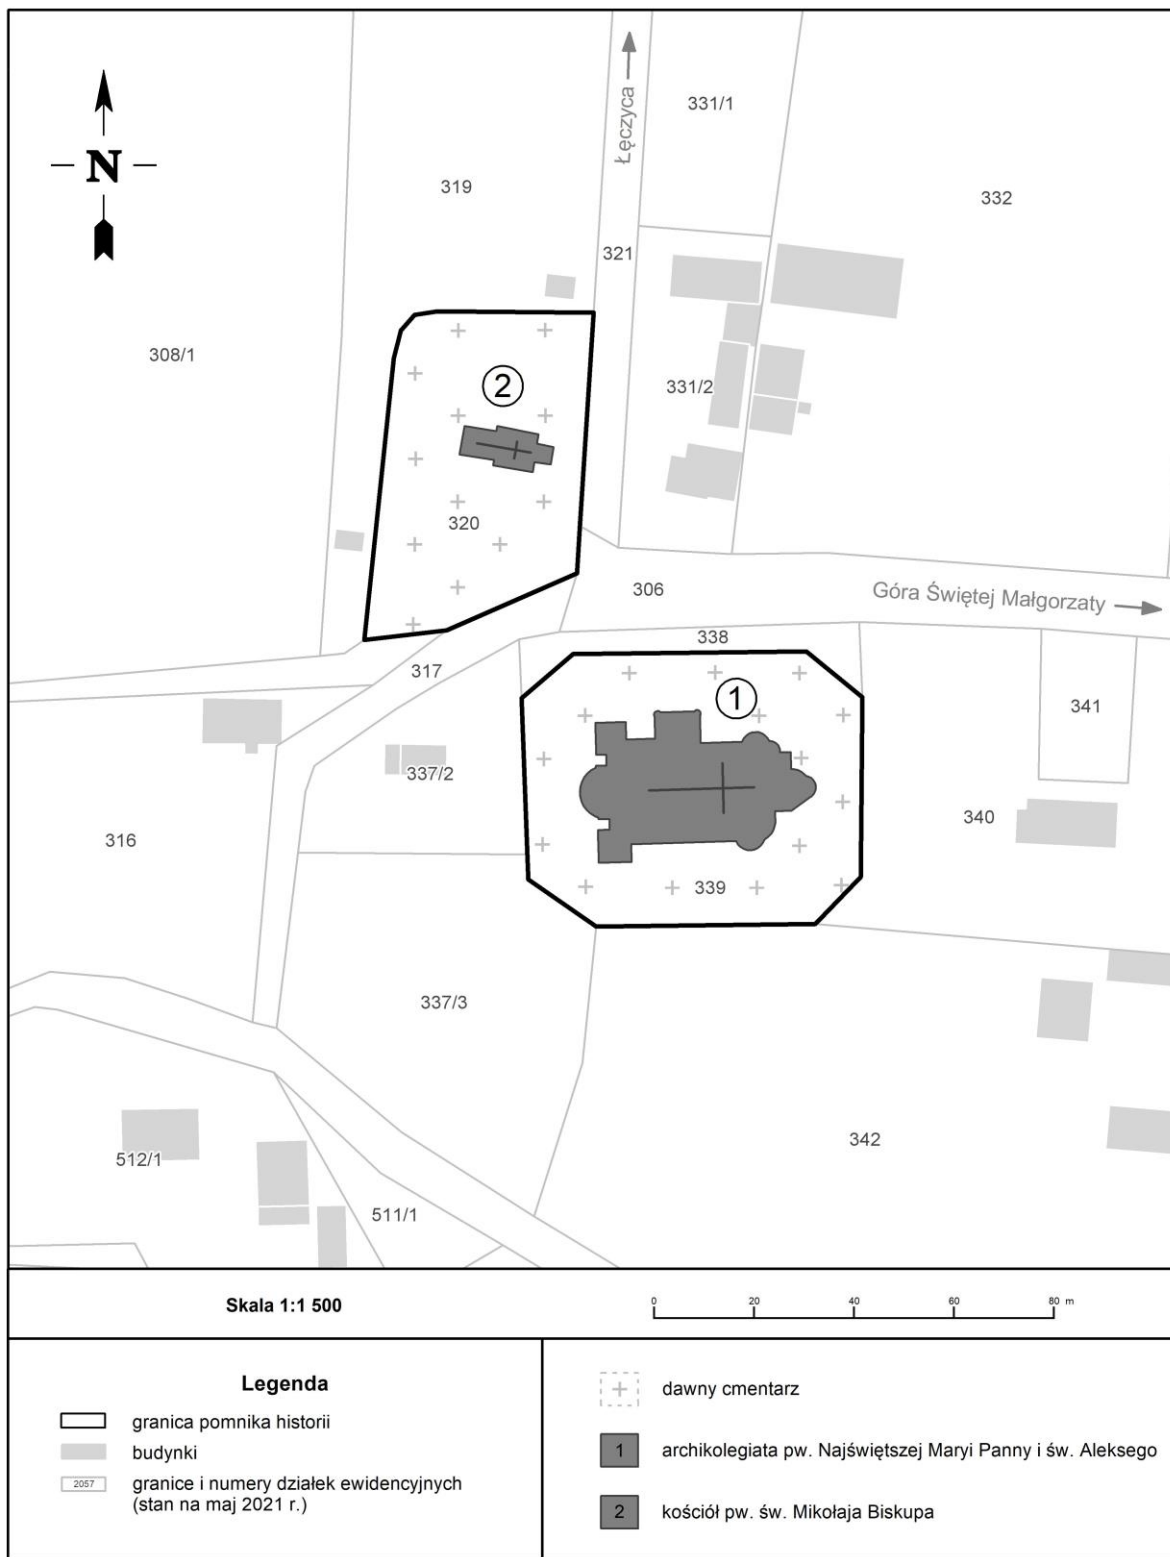 331/1
Łęczyca
N
319
332
321
308/1
331/2
2
320
306
Góra Świętej Małgorzaty
338
317
1
341
337/2
340
316
339
337/3
342
512/1
511/1
Skala 1:1 500
0 20 40 60 80 m
Legenda
granica pomnika historii
budynki
2057 granice i numery działek ewidencyjnych
(stan na maj 2021 r.)
dawny cmentarz
1 archikolegiata pw. Najświętszej Maryi Panny i św. Aleksego
2 kościół pw. św. Mikołaja Biskupa